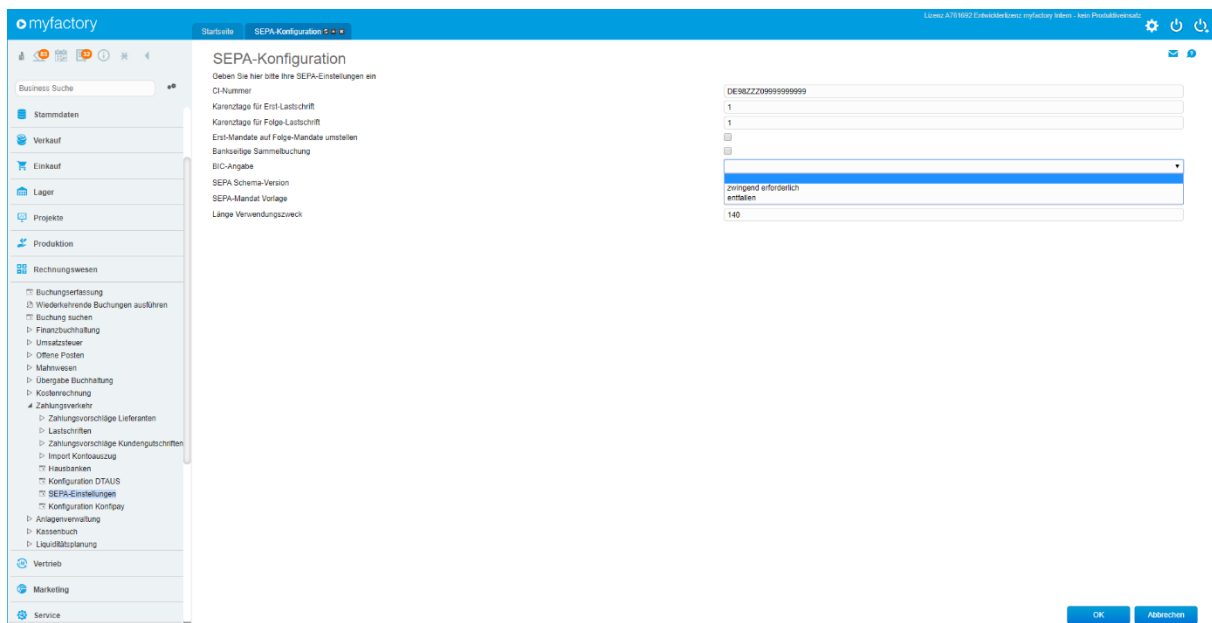 Lizenz A761692 Entwicklerlizenz myfactory Intern - kein Produktiveinsatz
myfactory
Startseite
SEPA-Konfiguration
Business Suche
Stammdaten
Verkauf
Einkauf
Lager
Projekte
Produktion
Rechnungswesen
Buchungserfassung
Wiederkehrende Buchungen ausführen
Buchung suchen
Finanzbuchhaltung
Umsatzsteuer
Offene Posten
Mahnwesen
Übergabe Buchhaltung
Kostenrechnung
Zahlungsverkehr
Zahlungsvorschläge Lieferanten
Lastschriften
Zahlungsvorschläge Kundengutschriften
Import Kontoauszug
Hausbanken
Konfiguration DTAUS
SEPA-Einstellungen
Konfiguration Konfipay
Anlagenverwaltung
Kassenbuch
Liquiditätsplanung
Vertrieb
Marketing
Service
SEPA-Konfiguration
Geben Sie hier bitte Ihre SEPA-Einstellungen ein
CI-Nummer DE98ZZZ09999999999
Karenztage für Erst-Lastschrift 1
Karenztage für Folge-Lastschrift 1
Erst-Mandate auf Folge-Mandate umstellen
Bankseitige Sammelbuchung
BIC-Angabe
SEPA Schema-Version
zwingend erforderlich
SEPA-Mandat Vorlage
entfallen
Länge Verwendungszweck 140
OK Abbrechen